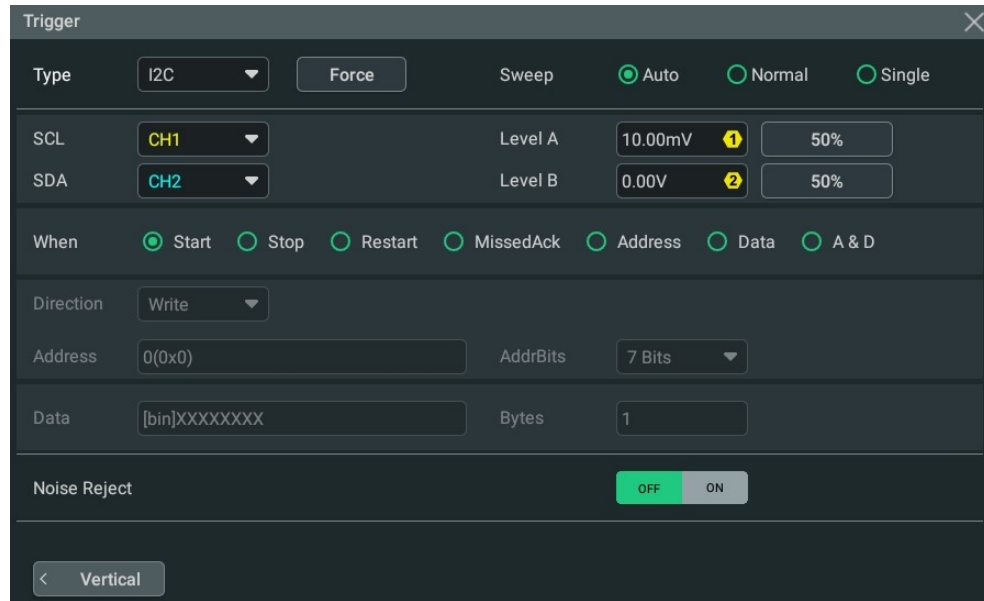 Trigger
Type I2C Force Sweep Auto Normal Single
SCL CH1 Level A 10.00mV 1 50%
SDA CH2 Level B 0.00V 2 50%
When Start Stop Restart MissedAck Address Data A & D
Direction Write
Address 0(0x0) AddrBits 7 Bits
Data [bin]XXXXXXXX Bytes 1
Noise Reject OFF ON
< Vertical